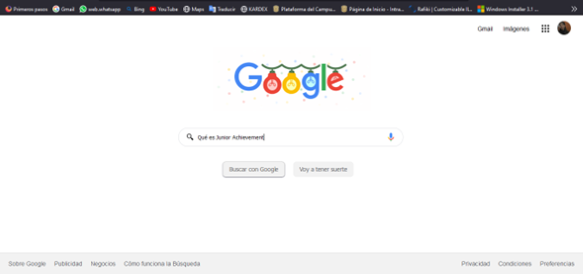 Primeros pasos Gmail web.whatsapp Bing YouTube Maps Traducir KARDEX Plataforma del Campu... Página de Inicio - Intra... Rafiki | Customizable Il... Windows Installer 3.1 ...
Gmail Imágenes
Google
Qué es Junior Achievement
Buscar con Google Voy a tener suerte
Sobre Google Publicidad Negocios Cómo funciona la Búsqueda Privacidad Condiciones Preferencias